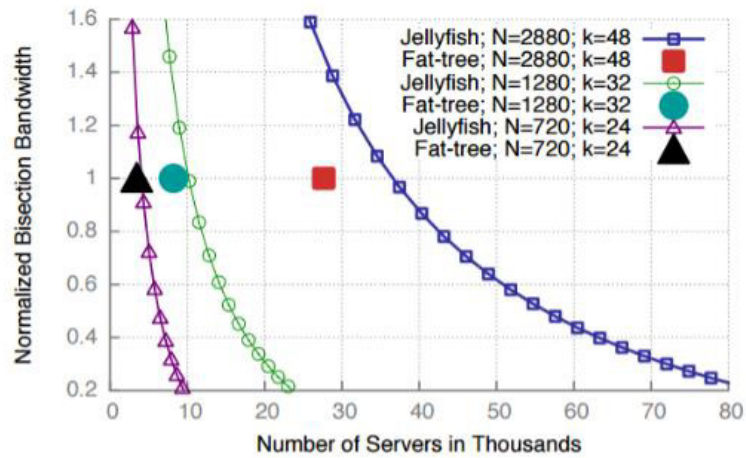 1.6
1.4
1.2
1
0.8
0.6
0.4
0.2
Normalized Bisection Bandwidth
Jellyfish; N=2880; k=48
Fat-tree; N=2880; k=48
Jellyfish; N=1280; k=32
Fat-tree; N=1280; k=32
Jellyfish; N=720; k=24
Fat-tree; N=720; k=24
0 10 20 30 40 50 60 70 80
Number of Servers in Thousands